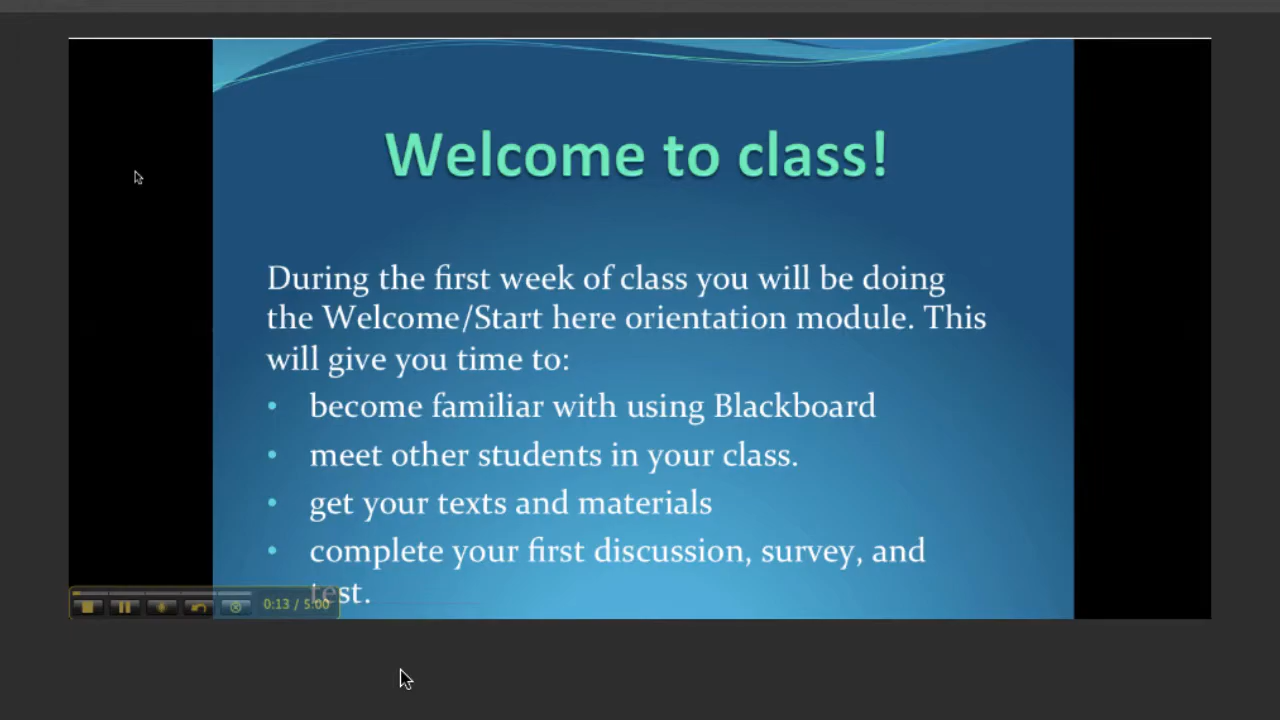 Welcome to class!
During the first week of class you will be doing
the Welcome/Start here orientation module. This
will give you time to:
• become familiar with using Blackboard
• meet other students in your class.
• get your texts and materials
• complete your first discussion, survey, and
test.
0:13 / 5:00